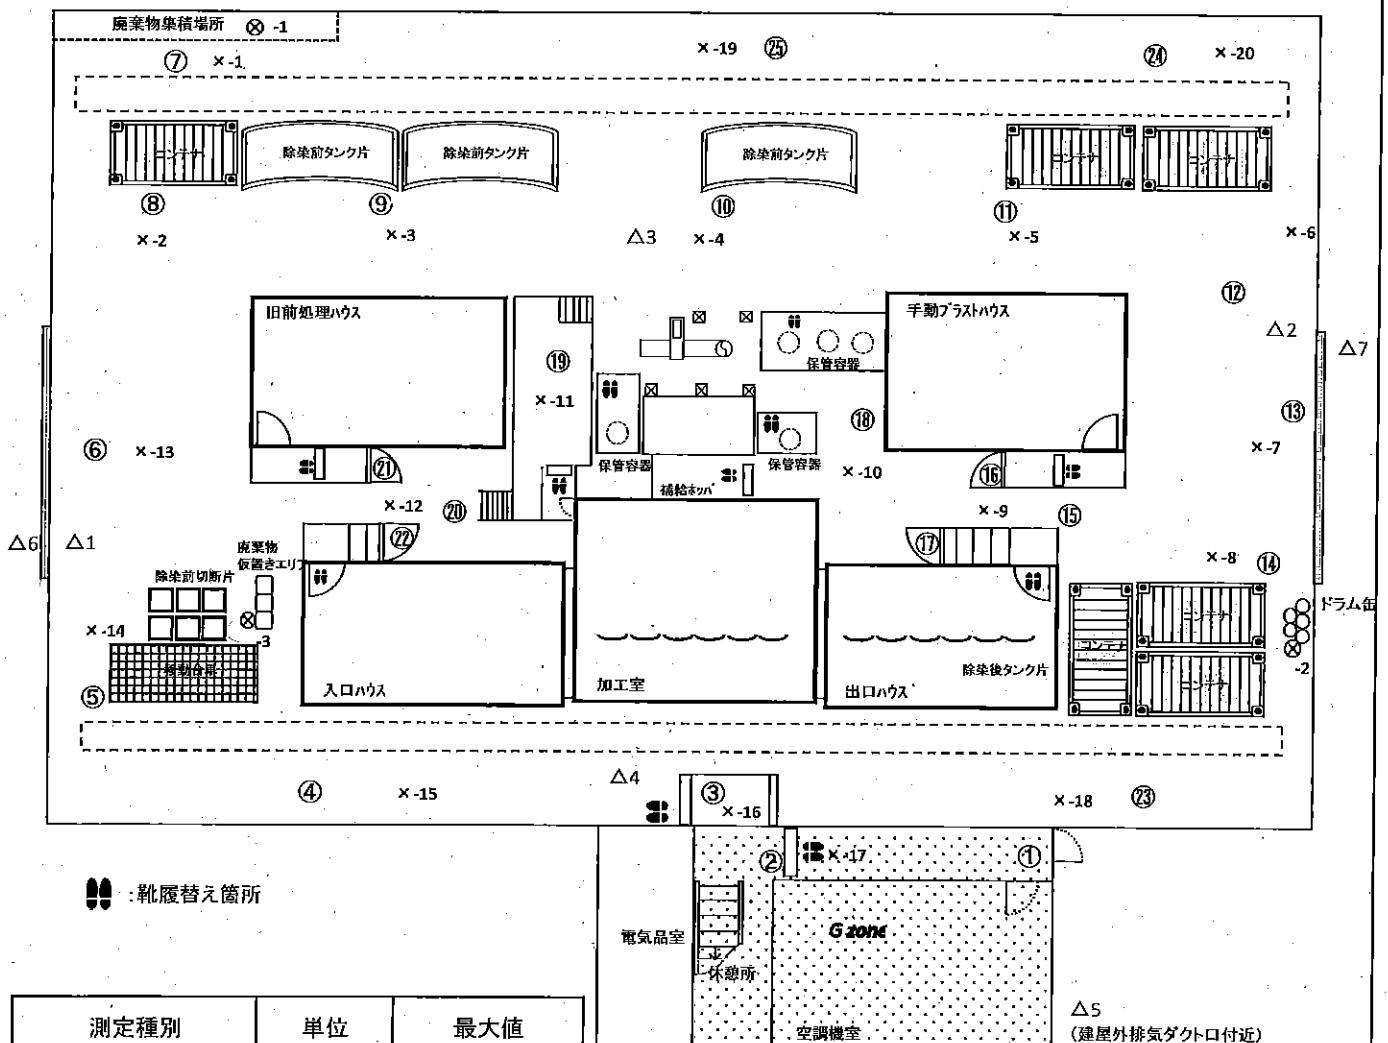 廃棄物集積場所 ⊗ -1
⑦ × -1
× -19 ㉕
㉔ × -20
コンテナ
除染前タンク片
除染前タンク片
除染前タンク片
コンテナ
コンテナ
⑧
⑨
⑩
⑪
× -2
× -3
△3 × -4
× -5
× -6
⑫
旧前処理ハウス
手動ブラストハウス
△2
△7
⑲
保管容器
× -11
⑬
⑱
⑥ × -13
× -7
保管容器
保管容器
㉑
× -10
⑯
補給ホッパ
× -12 ⑳
× -9 ⑮
△6 △1
㉒
⑰
廃棄物
仮置きエリア
× -8 ⑭
除染前切断片
ドラム缶
× -14
⊗
-3
コンテナ
コンテナ
コンテナ
⊗
-2
⑤
入口ハウス
加工室
出口ハウス
除染後タンク片
④ × -15
△4
③
× -16
× -18 ㉓
② × -17 ①
:靴履替え箇所
電気品室
G zone
休憩所
空調機室
△5
(建屋外排気ダクト口付近)
測定種別 単位 最大値